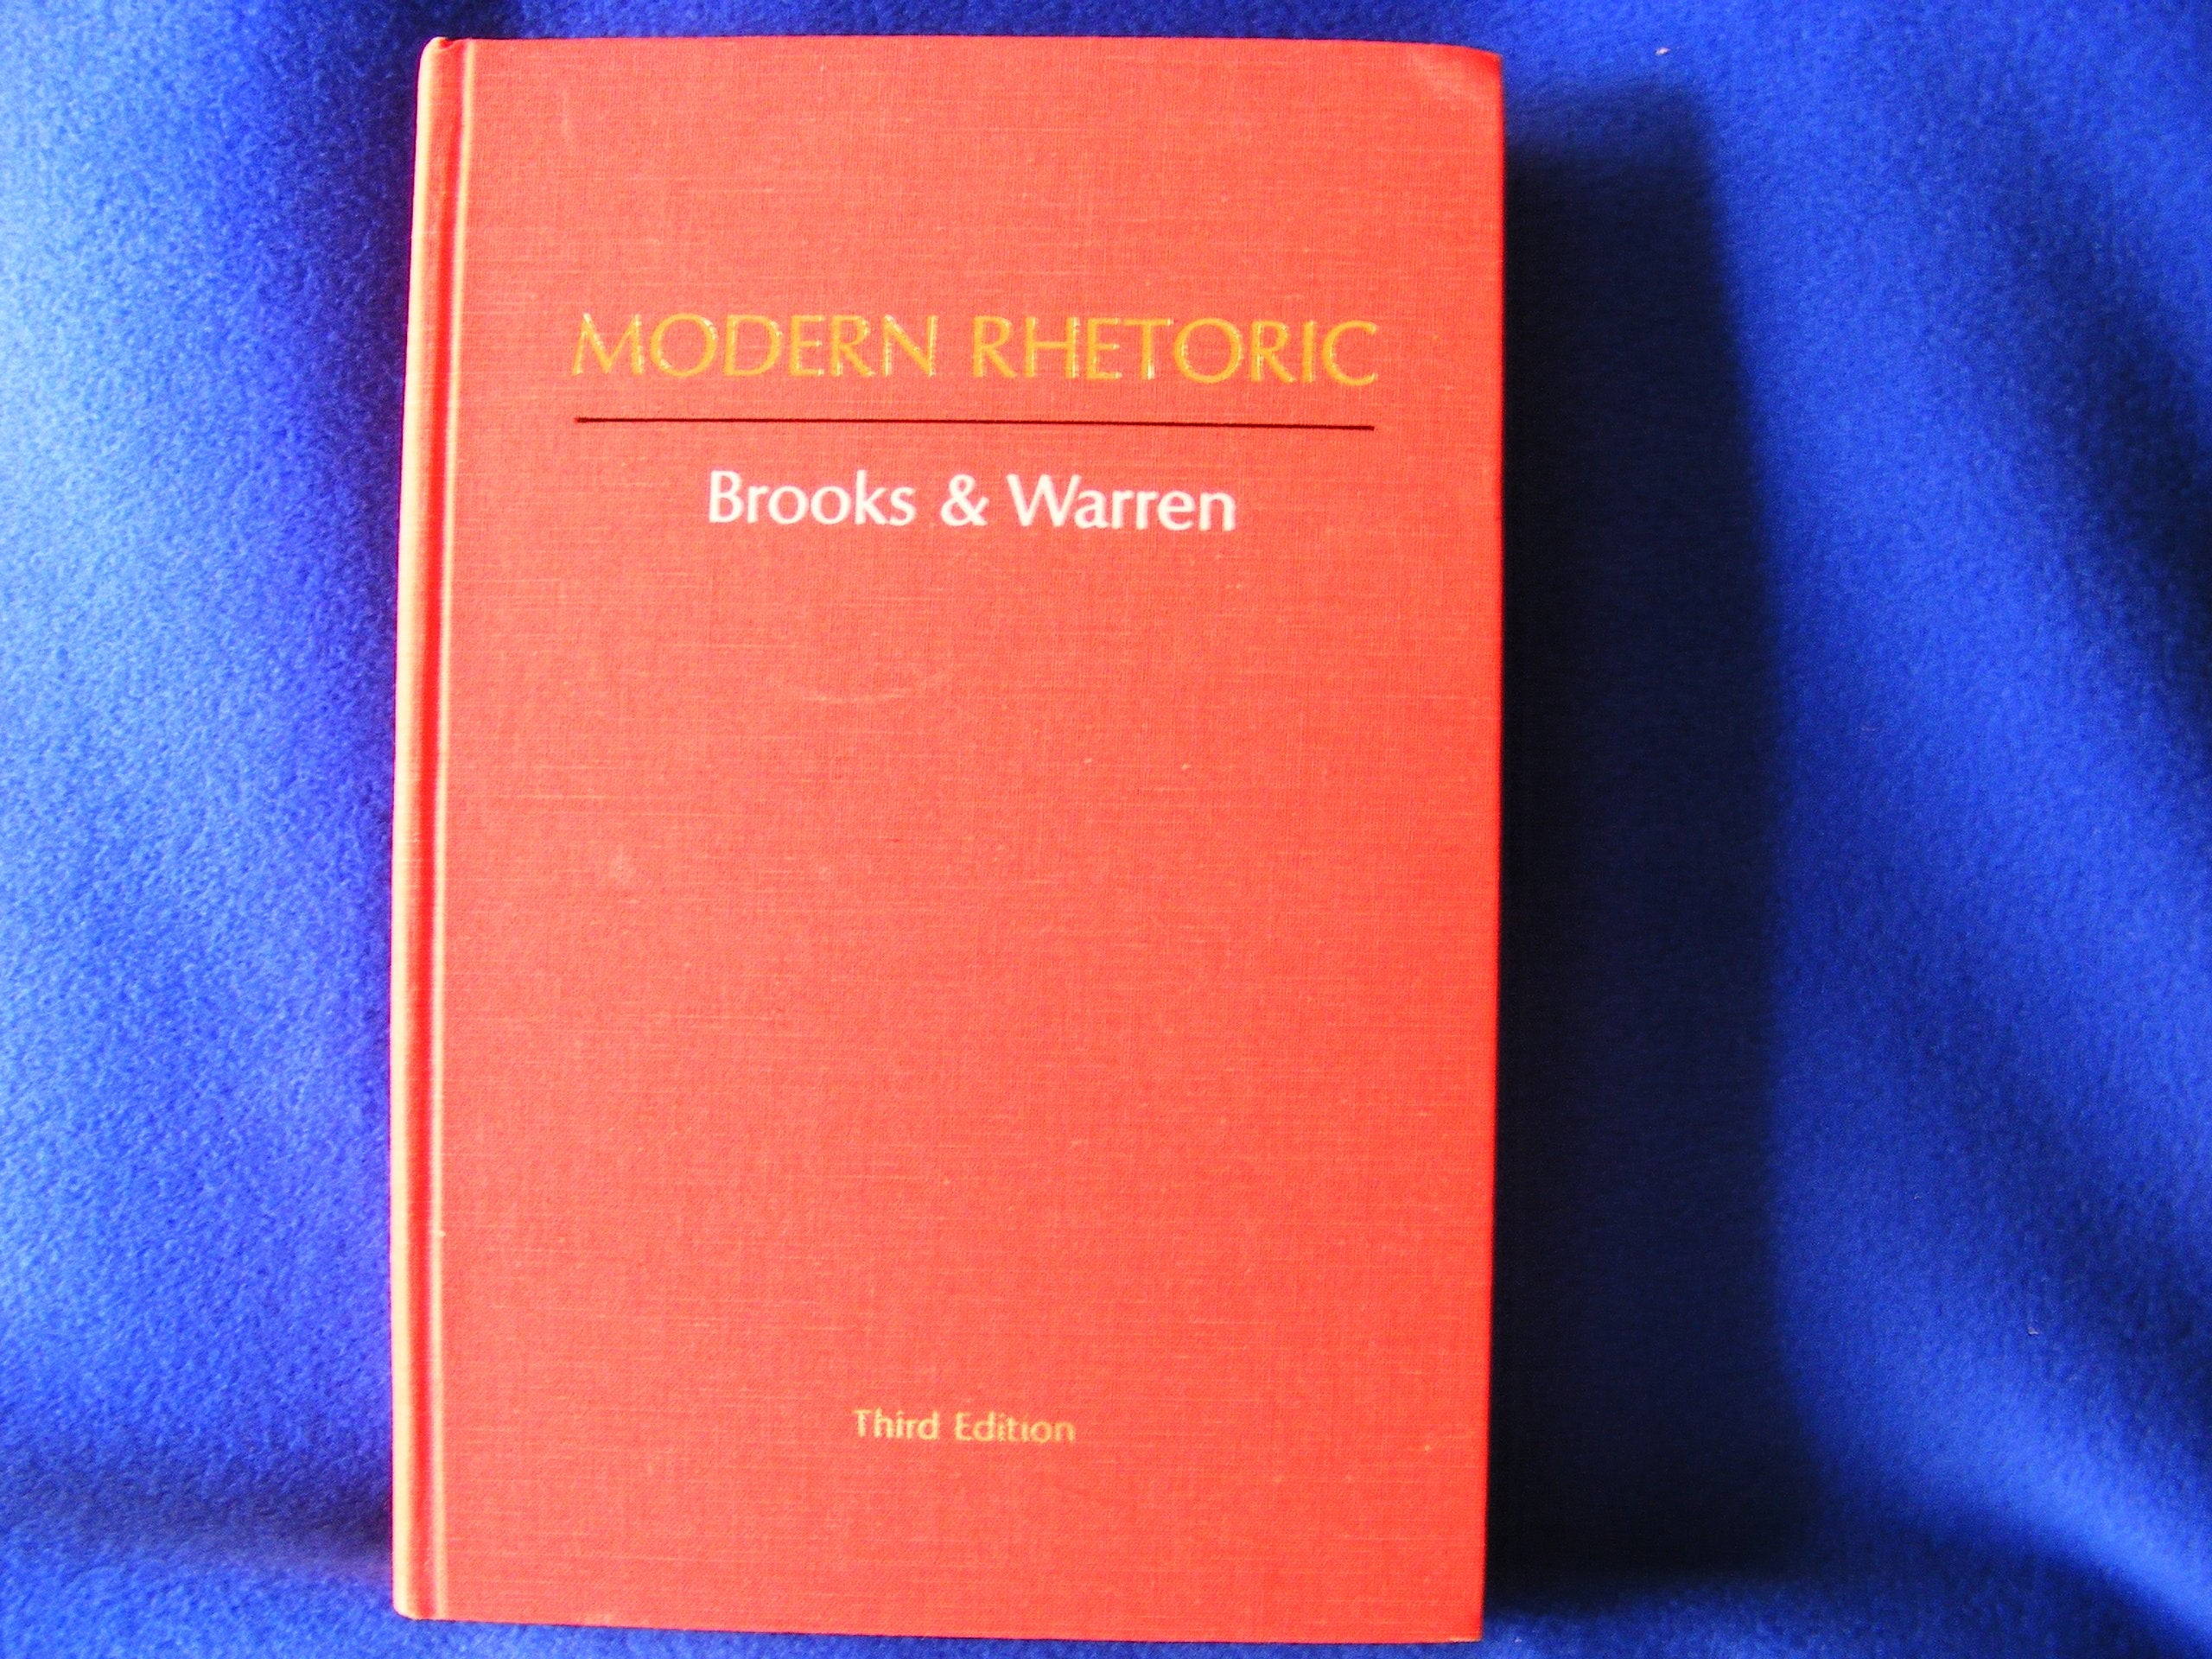 MODERN RHETORIC
Brooks & Warren
Third Edition